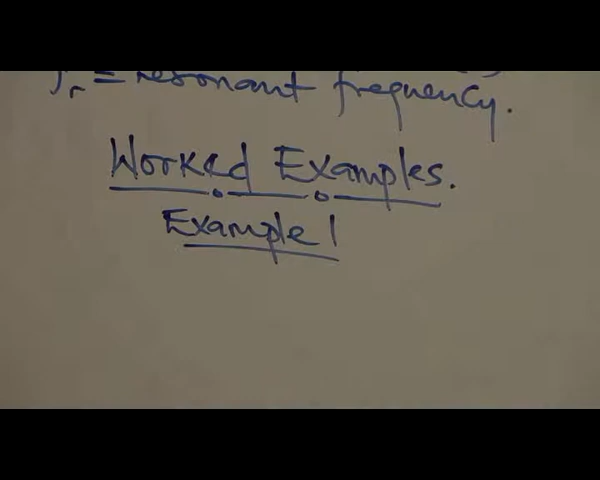 fr = resonant frequency.
Worked Examples.
Example 1